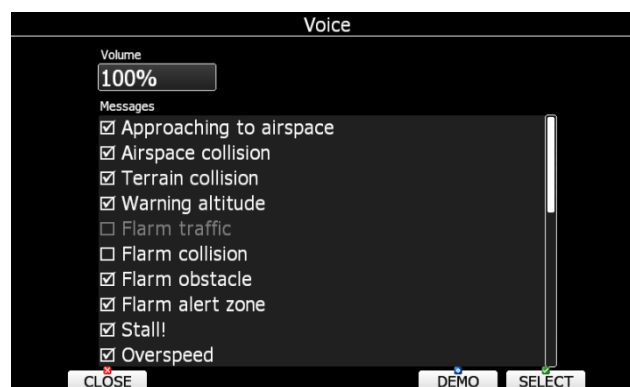 Voice
Volume
100%
Messages
Approaching to airspace
Airspace collision
Terrain collision
Warning altitude
Flarm traffic
Flarm collision
Flarm obstacle
Flarm alert zone
Stall!
Overspeed
CLOSE DEMO SELECT